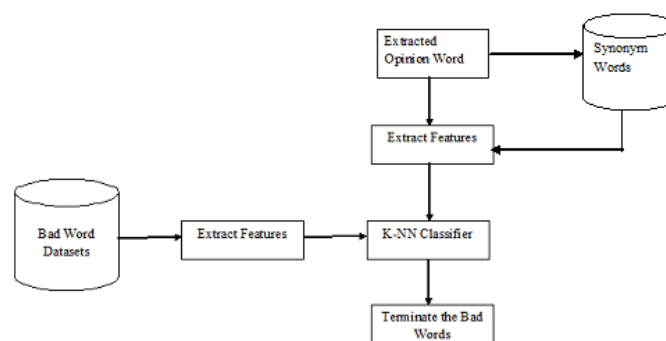 Extracted
Opinion Word
Synonym
Words
Extract Features
Bad Word
Datasets
Extract Features
K-NN Classifier
Terminate the Bad
Words